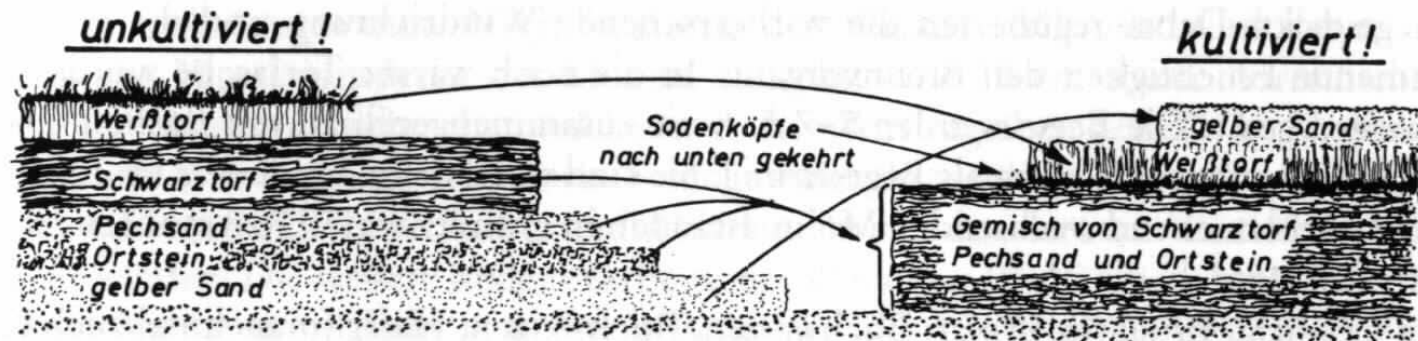 unkultiviert!
kultiviert!
Weißtorf
Schwarztorf
Pechsand
Ortstein
gelber Sand
Sodenköpfe
nach unten gekehrt
gelber Sand
Weißtorf
Gemisch von Schwarztorf
Pechsand und Ortstein